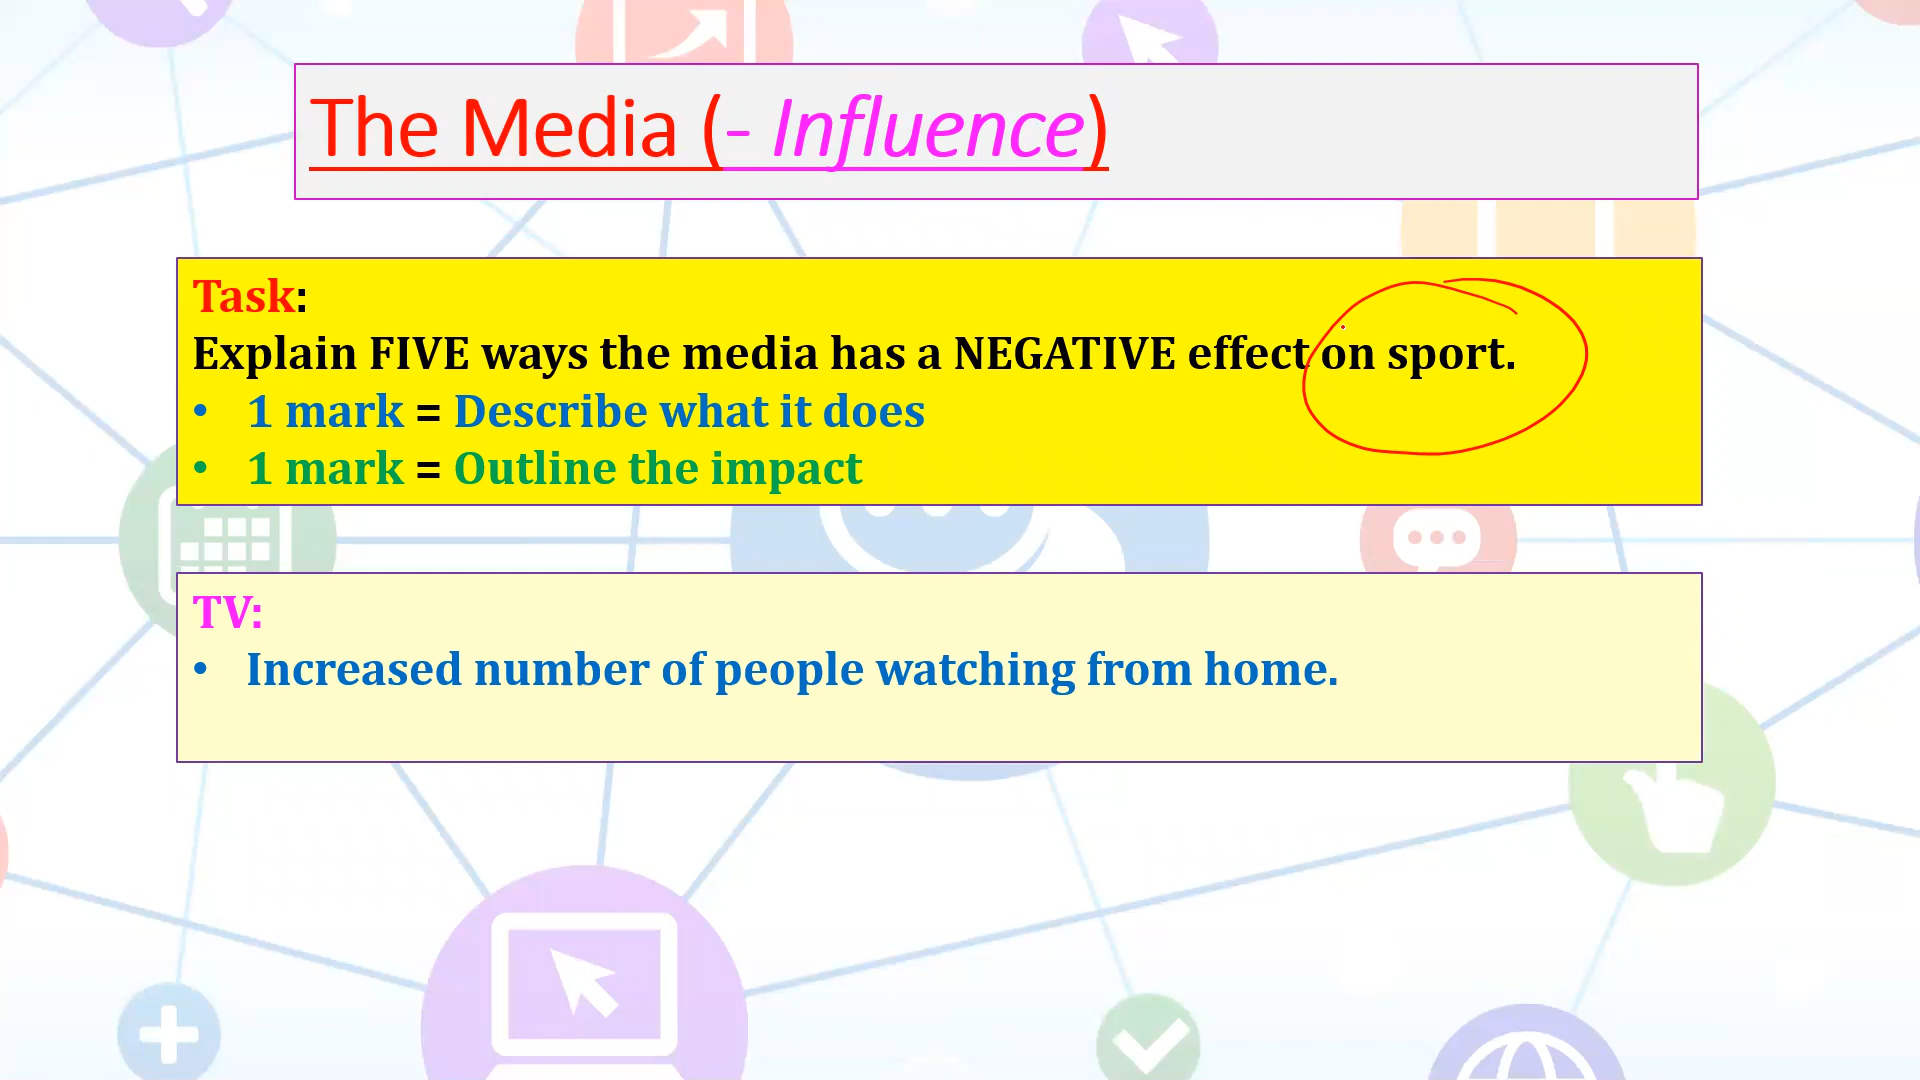 The Media (- Influence)
Task:
Explain FIVE ways the media has a NEGATIVE effect on sport.
• 1 mark = Describe what it does
• 1 mark = Outline the impact
TV:
• Increased number of people watching from home.